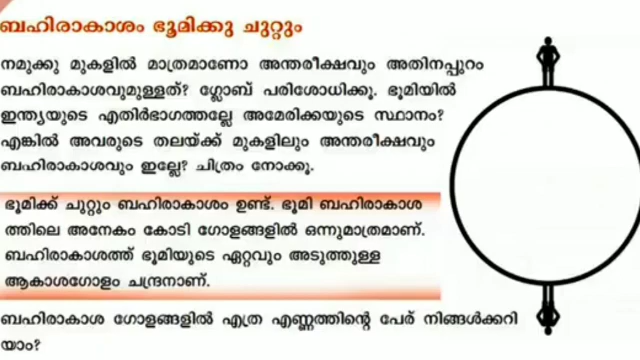 ബഹിരാകാശം ഭൂമിക്കു ചുറ്റും
നമുക്കു മുകളിൽ മാത്രമാണോ അന്തരീക്ഷവും അതിനപ്പുറം
ബഹിരാകാശവുമുള്ളത്? ഗ്ലോബ് പരിശോധിക്കൂ. ഭൂമിയിൽ
ഇന്ത്യയുടെ എതിർഭാഗത്തല്ലേ അമേരിക്കയുടെ സ്ഥാനം?
എങ്കിൽ അവരുടെ തലയ്ക്ക് മുകളിലും അന്തരീക്ഷവും
ബഹിരാകാശവും ഇല്ലേ? ചിത്രം നോക്കൂ.
ഭൂമിക്ക് ചുറ്റും ബഹിരാകാശം ഉണ്ട്. ഭൂമി ബഹിരാകാശ
ത്തിലെ അനേകം കോടി ഗോളങ്ങളിൽ ഒന്നുമാത്രമാണ്.
ബഹിരാകാശത്ത് ഭൂമിയുടെ ഏറ്റവും അടുത്തുള്ള
ആകാശഗോളം ചന്ദ്രനാണ്.
ബഹിരാകാശ ഗോളങ്ങളിൽ എത്ര എണ്ണത്തിന്റെ പേര് നിങ്ങൾക്കറി
യാം?